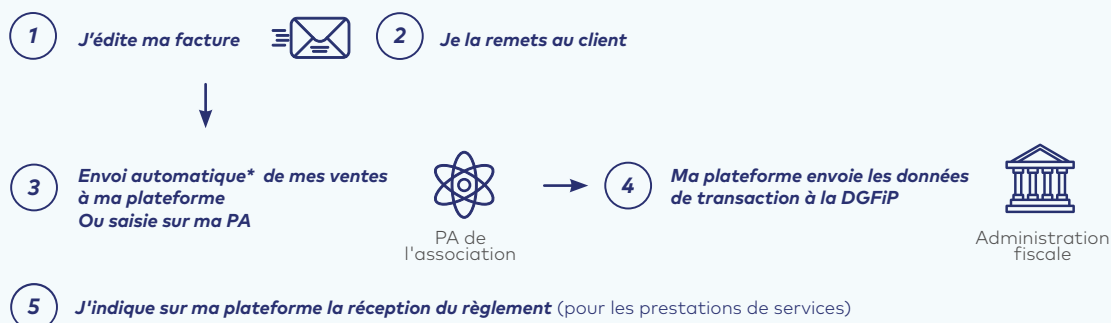 1 J'édite ma facture
2 Je la remets au client
3 Envoi automatique* de mes ventes
à ma plateforme
Ou saisie sur ma PA
PA de
l'association
4 Ma plateforme envoie les données
de transaction à la DGFiP
Administration
fiscale
5 J'indique sur ma plateforme la réception du règlement (pour les prestations de services)